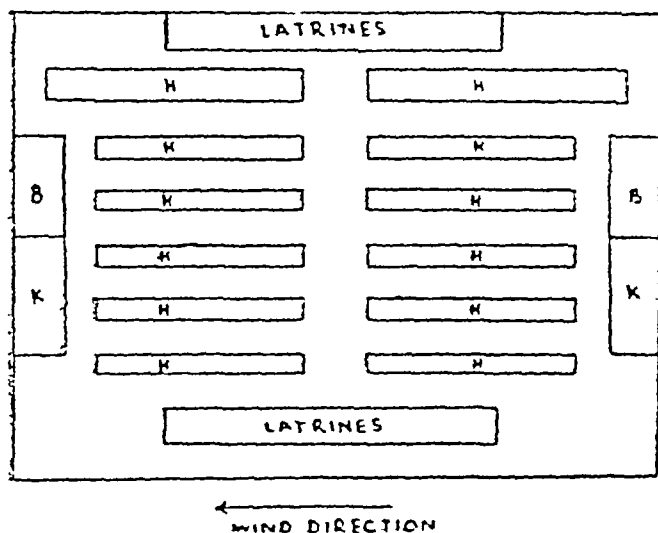 LATRINES
H H
H H
B H H B
K H H K
H H
H H
LATRINES
WIND DIRECTION